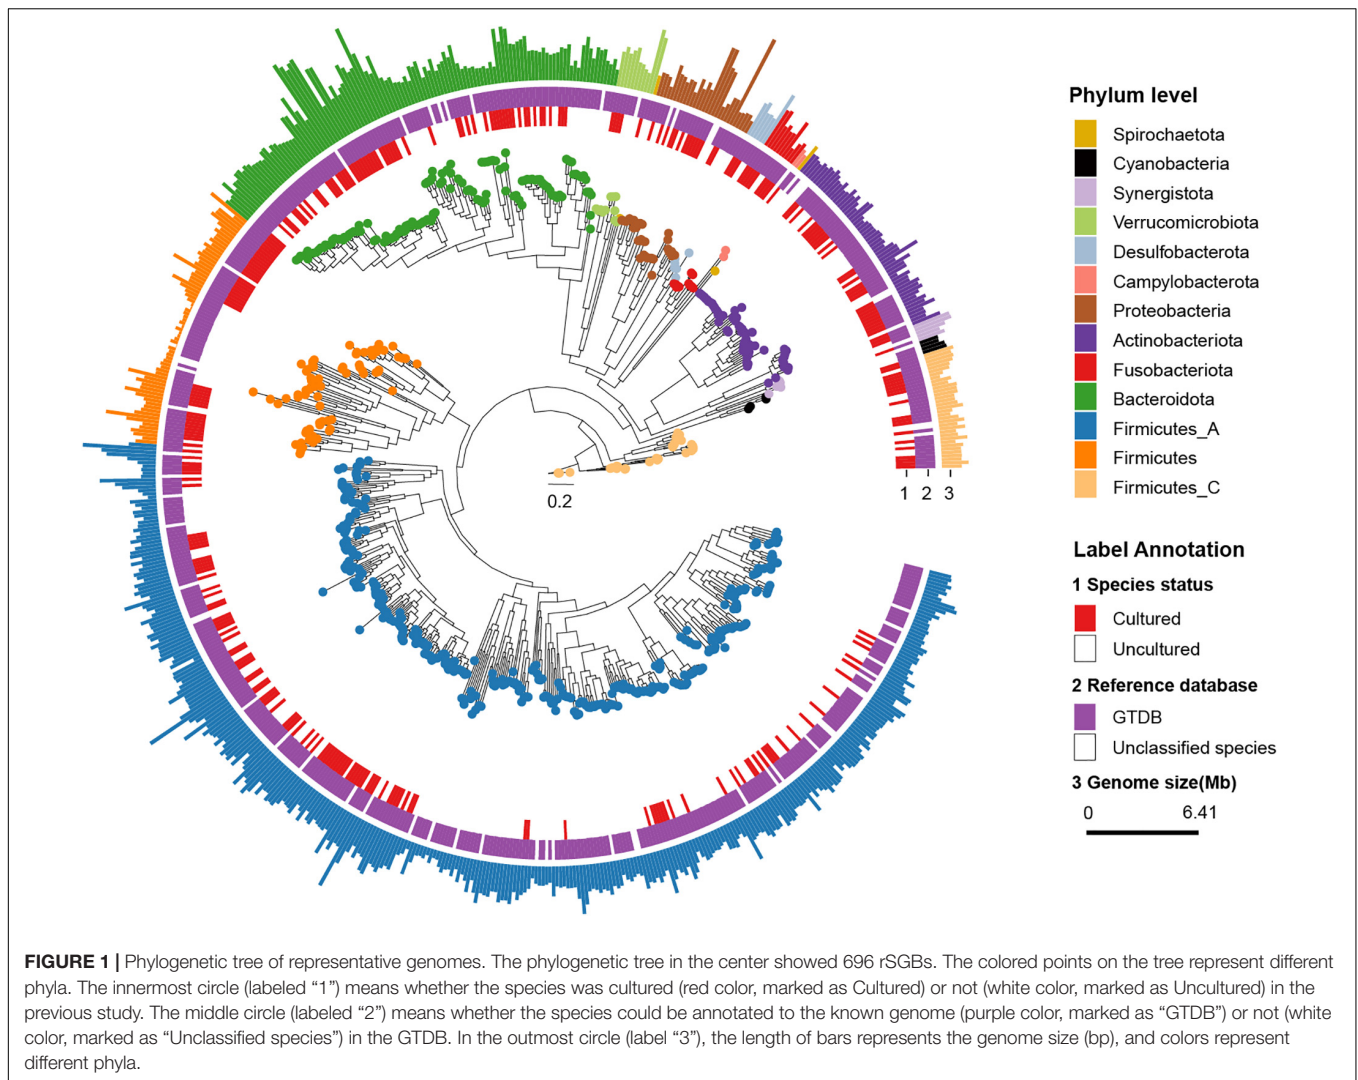 Phylum level
Spirochaetota
Cyanobacteria
Synergistota
Verrucomicrobiota
Desulfobacterota
Campylobacterota
Proteobacteria
Actinobacteriota
Fusobacteriota
Bacteroidota
Firmicutes_A
Firmicutes
Firmicutes_C
0.2
1 2 3
Label Annotation
1 Species status
Cultured
Uncultured
2 Reference database
GTDB
Unclassified species
3 Genome size(Mb)
0 6.41
FIGURE 1 | Phylogenetic tree of representative genomes. The phylogenetic tree in the center showed 696 rSGBs. The colored points on the tree represent different
phyla. The innermost circle (labeled “1”) means whether the species was cultured (red color, marked as Cultured) or not (white color, marked as Uncultured) in the
previous study. The middle circle (labeled “2”) means whether the species could be annotated to the known genome (purple color, marked as “GTDB”) or not (white
color, marked as “Unclassified species”) in the GTDB. In the outmost circle (label “3”), the length of bars represents the genome size (bp), and colors represent
different phyla.